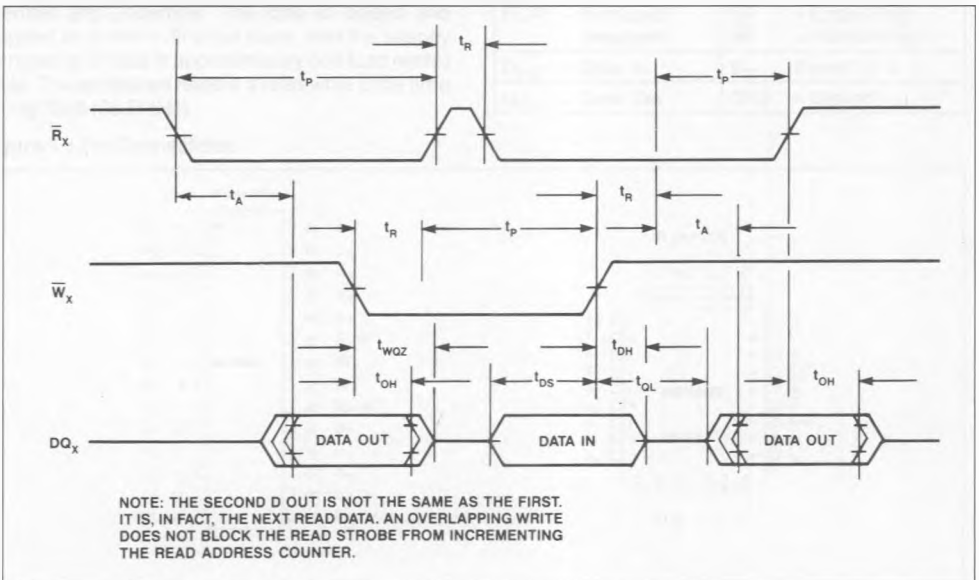 tR
tP
tP
R̅X
tA
tR
tR
tP
tA
W̅X
tWQZ
tDH
tOH
tDS
tQL
tOH
DQX
DATA OUT
DATA IN
DATA OUT
NOTE: THE SECOND D OUT IS NOT THE SAME AS THE FIRST.
IT IS, IN FACT, THE NEXT READ DATA. AN OVERLAPPING WRITE
DOES NOT BLOCK THE READ STROBE FROM INCREMENTING
THE READ ADDRESS COUNTER.